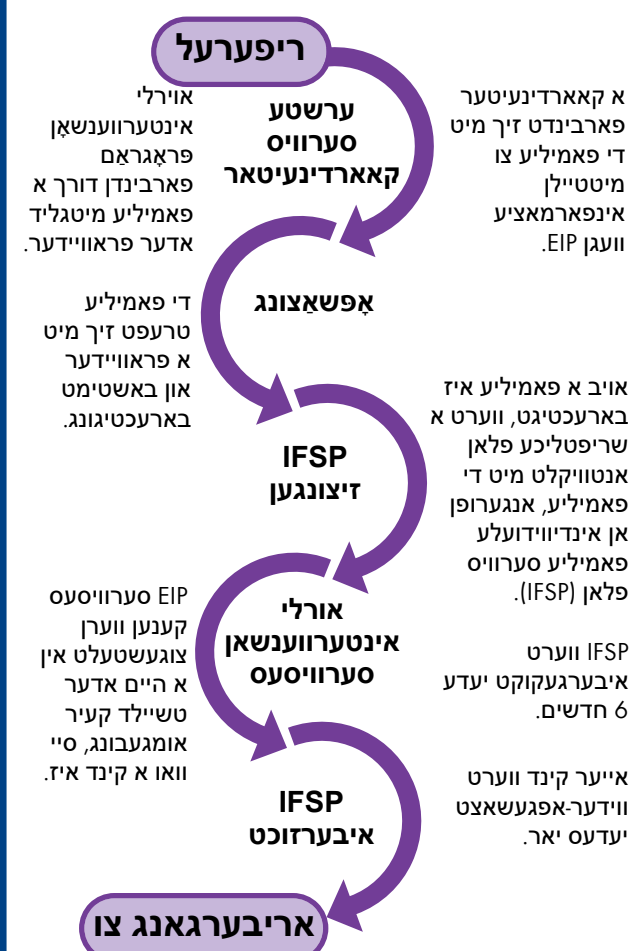 ריפערעל
אוירלי
אינטערווענשאָן
פּראָגראַם
פארבינדן דורך א
פאמיליע מיטגליד
אדער פראוויידער.
ערשטע
סערוויס
קאארדינעיטאר
א קאארדינעיטער
פארבינדט זיך מיט
די פאמיליע צו
מיטטיילן
אינפארמאציע
וועגן EIP.
אָפּשאַצונג
די פאמיליע
טרעפט זיך מיט
א פראוויידער
און באשטימט
בארעכטיגונג.
IFSP
זיצונגען
אויב א פאמיליע איז
בארעכטיגט, ווערט א
שריפטליכע פלאן
אנטוויקלט מיט די
פאמיליע, אנגערופן
אן אינדיווידועלע
פאמיליע סערוויס
פלאן (IFSP).
אורלי
אינטערווענשאן
סערוויסעס
EIP סערוויסעס
קענען ווערן
צוגעשטעלט אין
א היים אדער
טשיילד קעיר
אומגעבונג, סיי
וואו א קינד איז.
IFSP ווערט
איבערגעקוקט יעדע
6 חדשים.
IFSP
איבערזוכט
אייער קינד ווערט
ווידער-אפגעשאצט
יעדעס יאר.
אריבערגאנג צו